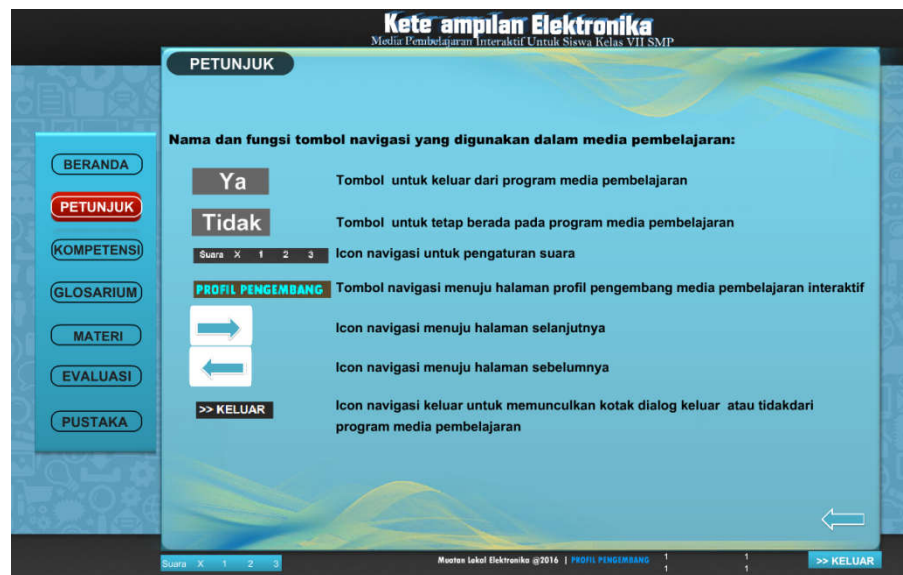 Kete ampilan Elektronika
Media Pembelajaran Interaktif Untuk Siswa Kelas VII SMP
PETUNJUK
Nama dan fungsi tombol navigasi yang digunakan dalam media pembelajaran:
BERANDA
PETUNJUK
KOMPETENSI
GLOSARIUM
MATERI
EVALUASI
PUSTAKA
Ya Tombol untuk keluar dari program media pembelajaran
Tidak Tombol untuk tetap berada pada program media pembelajaran
Suara X 1 2 3 Icon navigasi untuk pengaturan suara
PROFIL PENGEMBANG Tombol navigasi menuju halaman profil pengembang media pembelajaran interaktif
Icon navigasi menuju halaman selanjutnya
Icon navigasi menuju halaman sebelumnya
>> KELUAR Icon navigasi keluar untuk memunculkan kotak dialog keluar atau tidakdari
program media pembelajaran
Suara X 1 2 3 Muatan Lokal Elektronika @2016 | PROFIL PENGEMBANG 1 1 >> KELUAR
1 1